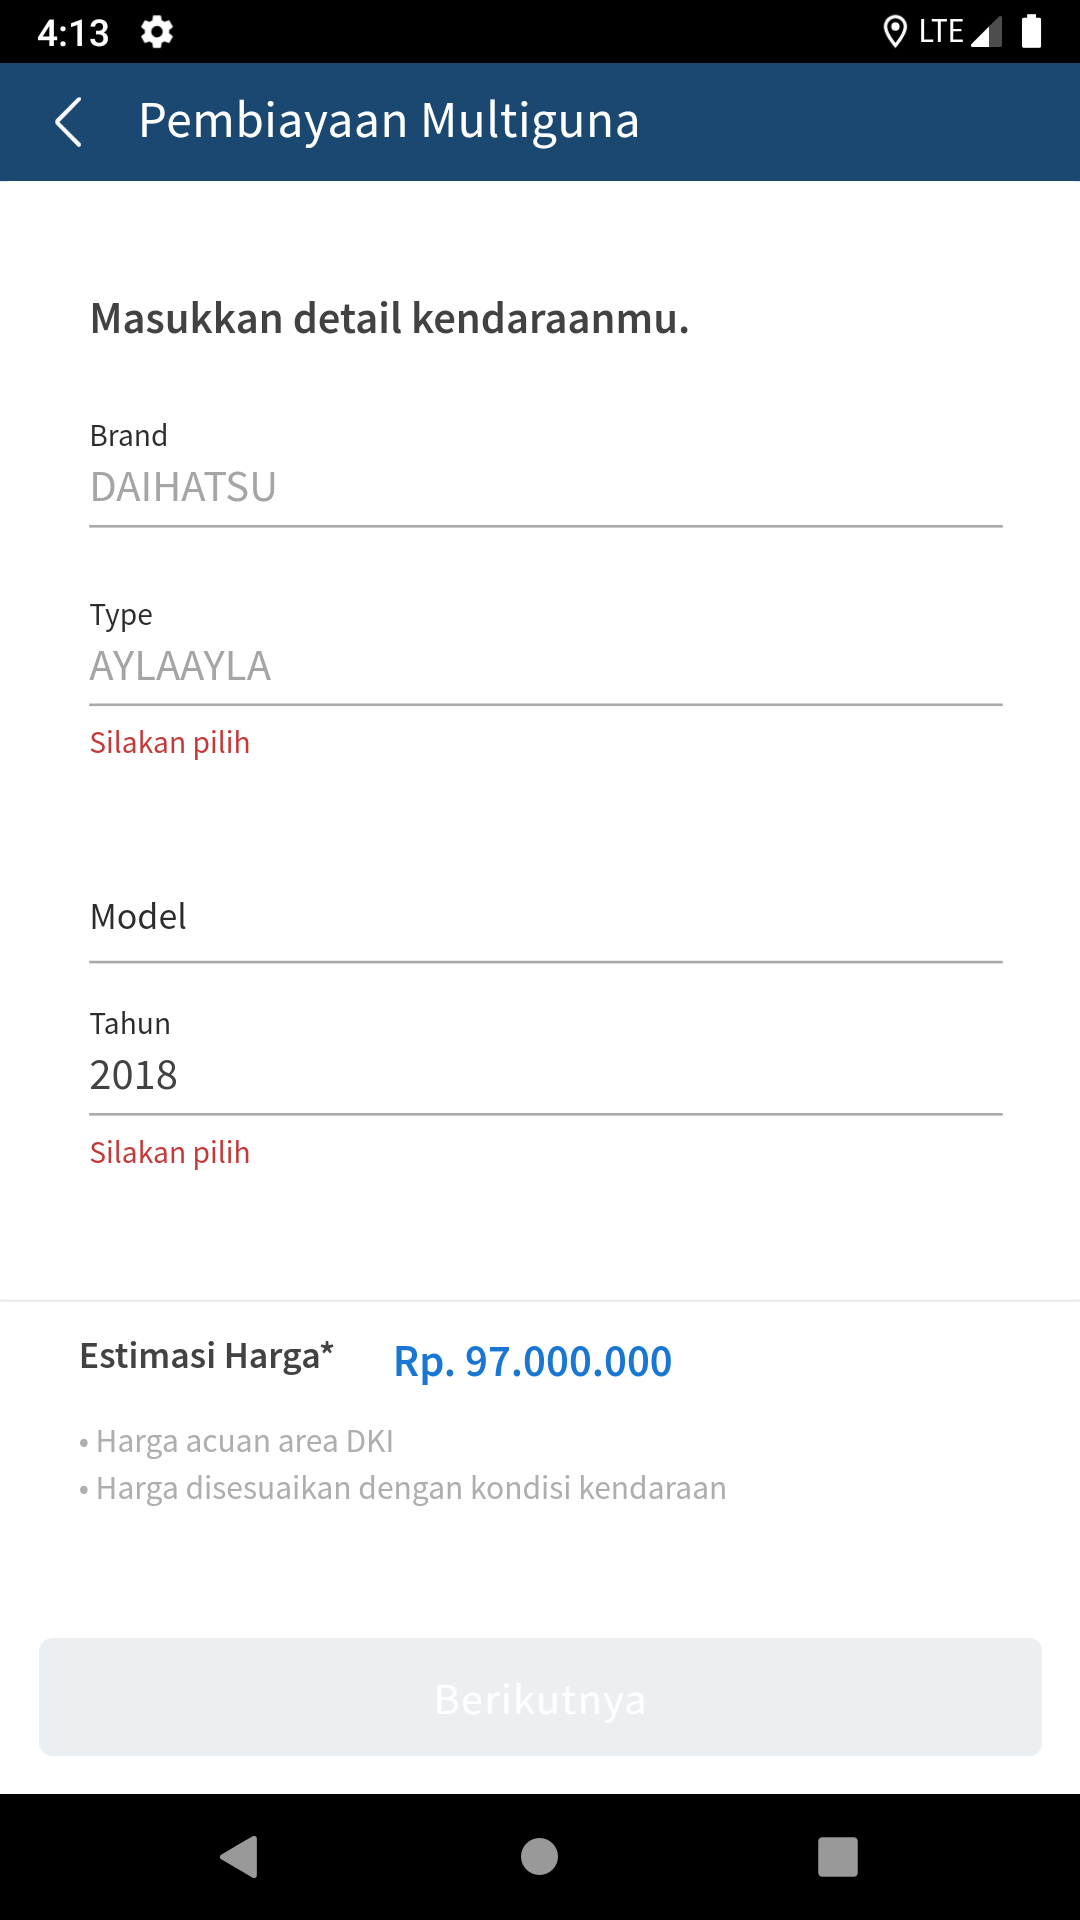 4:13
LTE
Pembiayaan Multiguna
Masukkan detail kendaraanmu.
Brand
DAIHATSU
Type
AYLAAYLA
Silakan pilih
Model
Tahun
2018
Silakan pilih
Estimasi Harga* Rp. 97.000.000
• Harga acuan area DKI
• Harga disesuaikan dengan kondisi kendaraan
Berikutnya